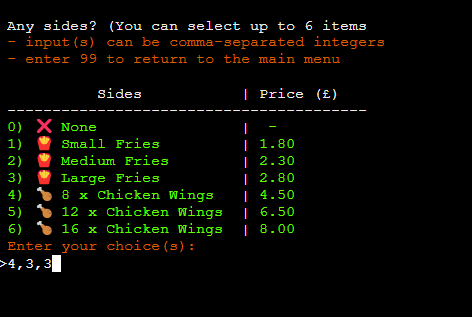 Any sides? (You can select up to 6 items
- input(s) can be comma-separated integers
- enter 99 to return to the main menu
Sides | Price (£)
----------------------------------------
0) ❌ None | -
1) 🍟 Small Fries | 1.80
2) 🍟 Medium Fries | 2.30
3) 🍟 Large Fries | 2.80
4) 🍗 8 x Chicken Wings | 4.50
5) 🍗 12 x Chicken Wings | 6.50
6) 🍗 16 x Chicken Wings | 8.00
Enter your choice(s):
>4,3,3